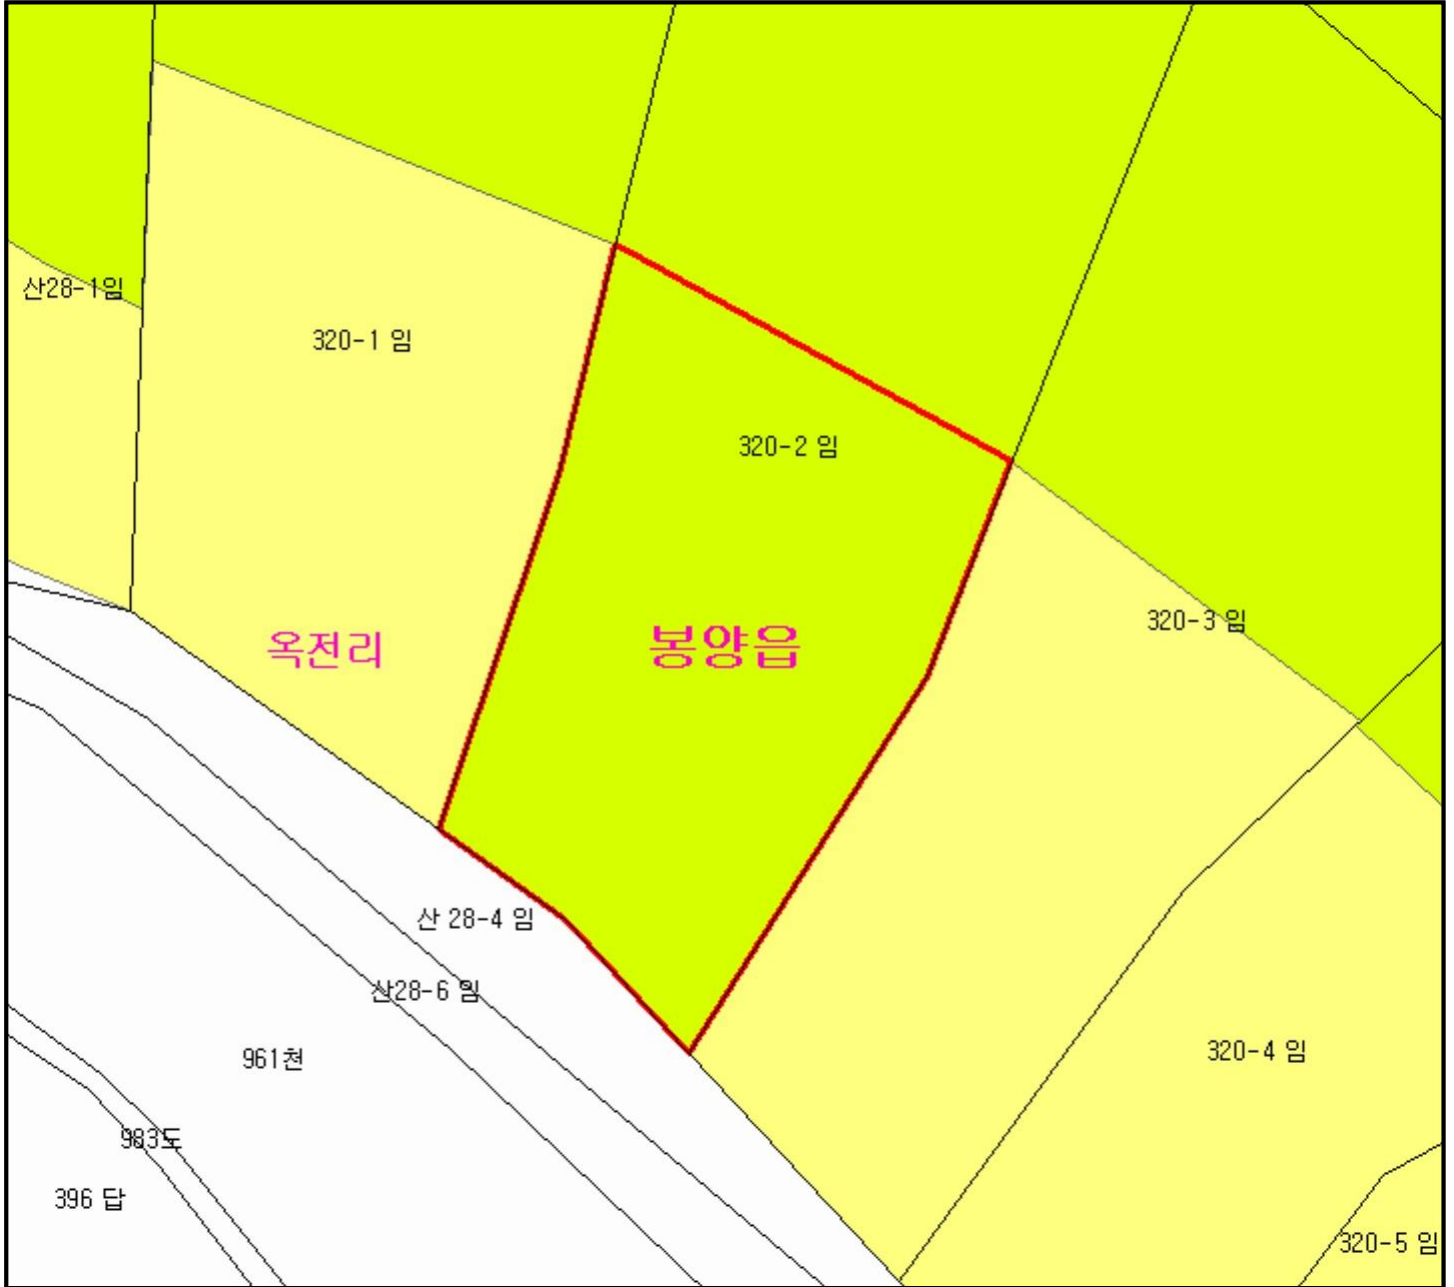 산28-1임
320-1 임
320-2 임
320-3 임
옥전리
봉양읍
산 28-4 임
산28-6 임
961천
320-4 임
983도
396 답
320-5 임